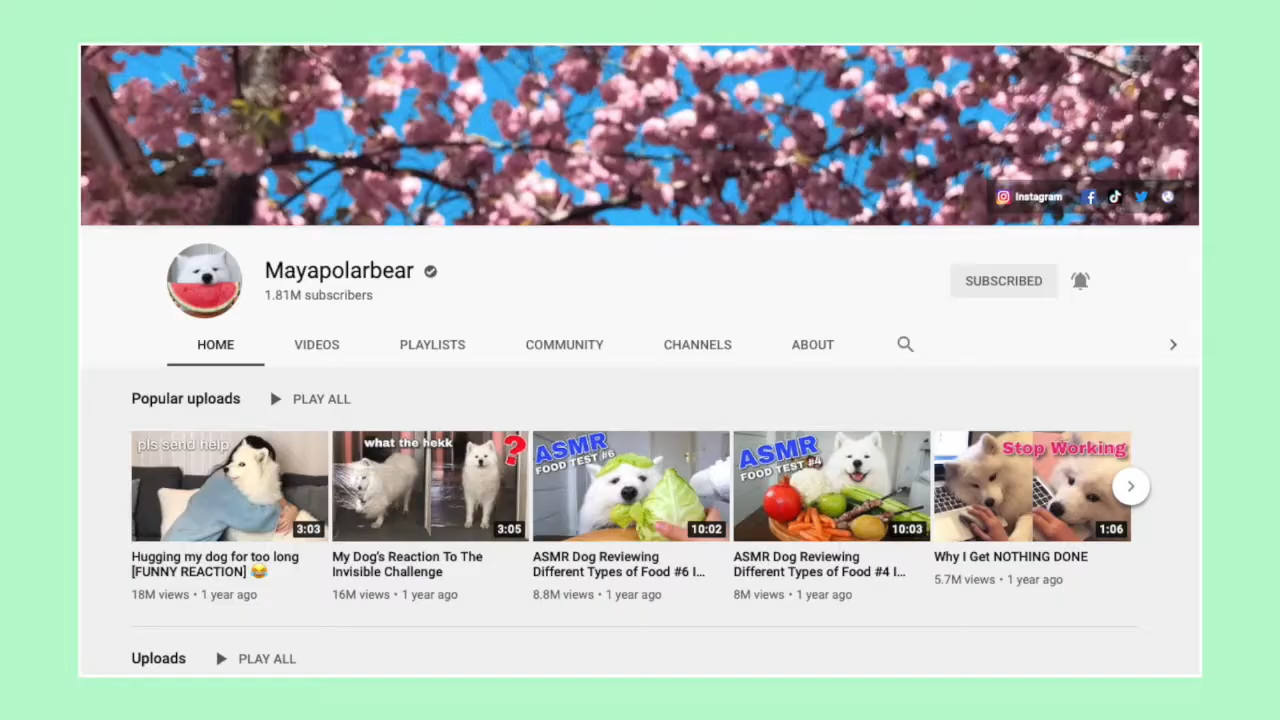 Instagram
Mayapolarbear
1.81M subscribers
SUBSCRIBED
HOME VIDEOS PLAYLISTS COMMUNITY CHANNELS ABOUT
Popular uploads PLAY ALL
pls send help
3:03
what the hekk ?
3:05
ASMR
FOOD TEST #6
10:02
ASMR
FOOD TEST #4
10:03
Stop Working
1:06
Hugging my dog for too long
[FUNNY REACTION] 😂
18M views • 1 year ago
My Dog's Reaction To The
Invisible Challenge
16M views • 1 year ago
ASMR Dog Reviewing
Different Types of Food #6 I...
8.8M views • 1 year ago
ASMR Dog Reviewing
Different Types of Food #4 I...
8M views • 1 year ago
Why I Get NOTHING DONE
5.7M views • 1 year ago
Uploads PLAY ALL